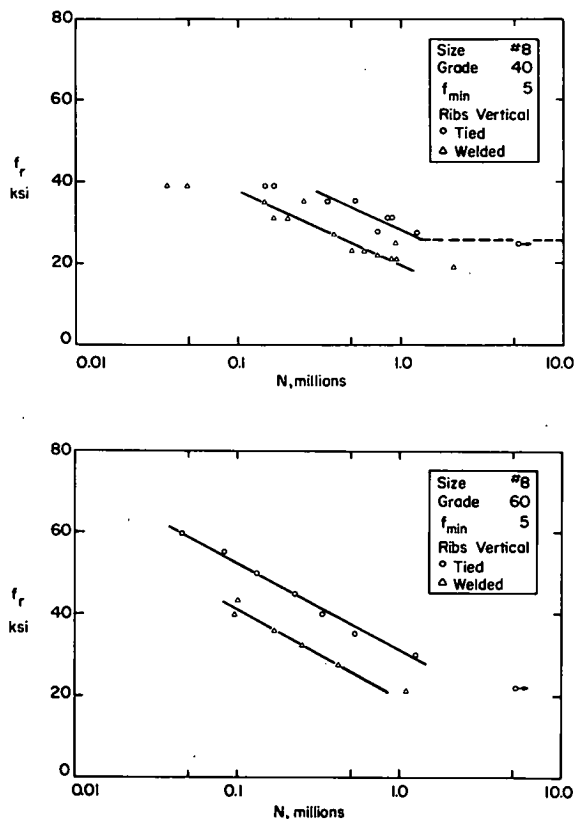 80
60
40
20
0
f_r
ksi
Size #8
Grade 40
f_min 5
Ribs Vertical
o Tied
△ Welded
0.01 0.1 1.0 10.0
N, millions
80
60
40
20
0
f_r
ksi
Size #8
Grade 60
f_min 5
Ribs Vertical
o Tied
△ Welded
0.01 0.1 1.0 10.0
N, millions